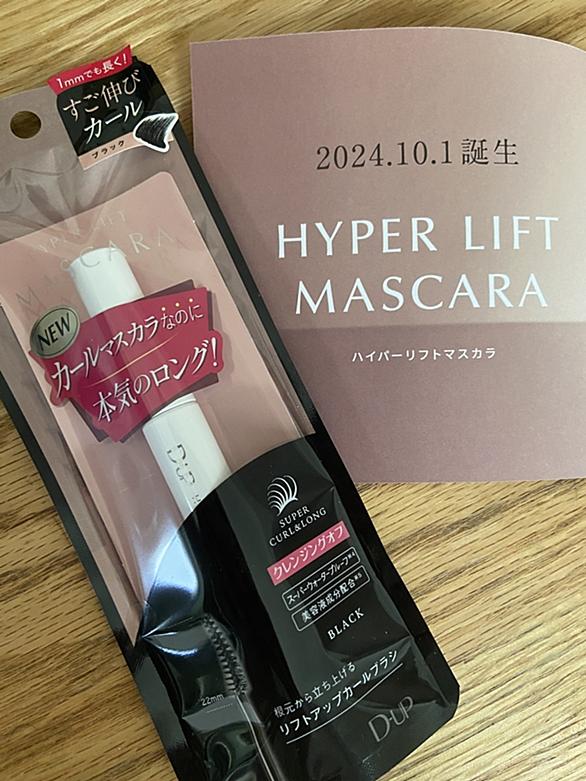 1mmでも長く!
すご伸び
カール
ブラック
HYPER LIFT
MASCARA
NEW
カールマスカラなのに
本気のロング!
D-UP
SUPER
CURL&LONG
クレンジングオフ
スーパーウォータープルーフ※4
美容液成分配合※5
BLACK
22mm
根元から立ち上げる
リフトアップカールブラシ
D-UP
2024.10.1誕生
HYPER LIFT
MASCARA
ハイパーリフトマスカラ